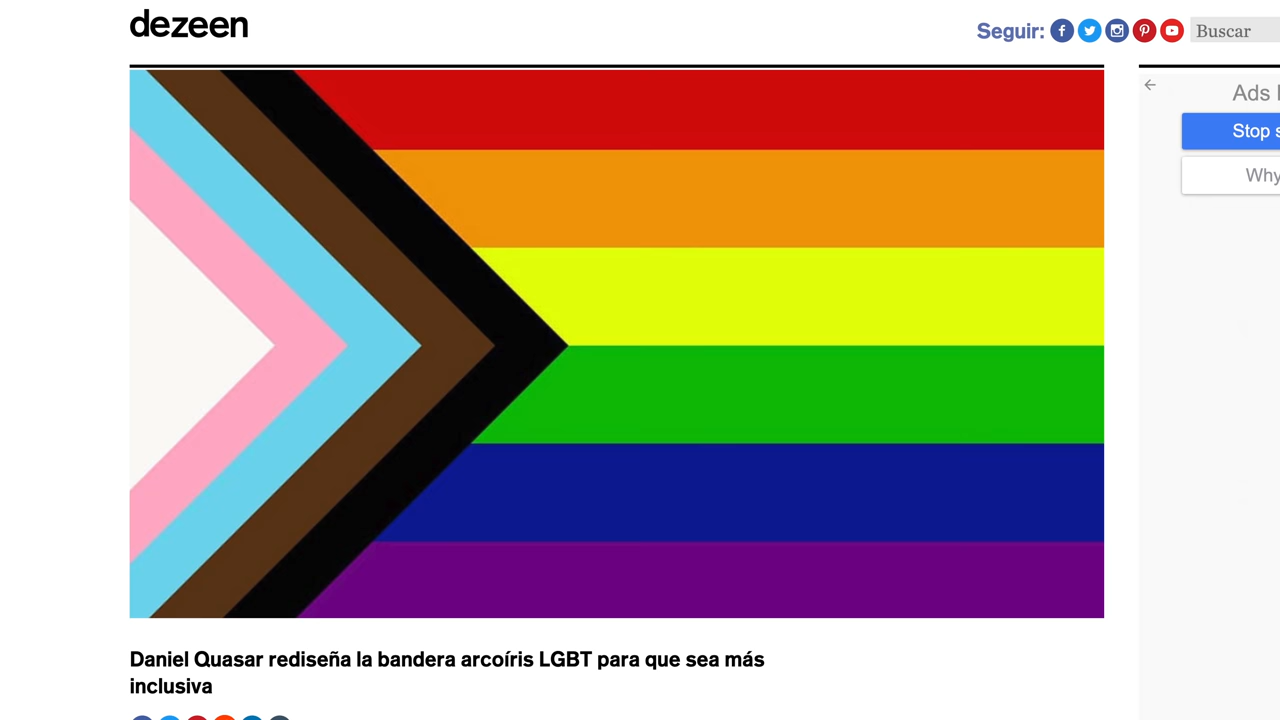 dezeen
Seguir:
Buscar
Ads
Stop s
Why
Daniel Quasar rediseña la bandera arcoíris LGBT para que sea más
inclusiva